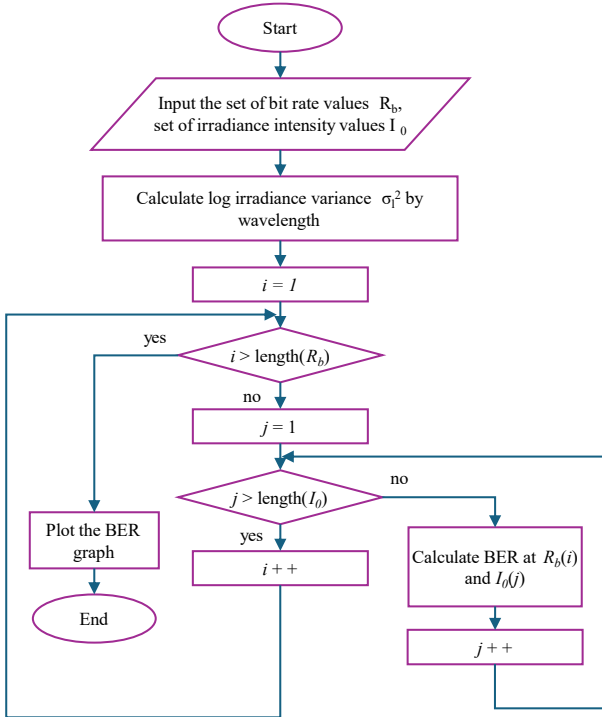 Start
Input the set of bit rate values R_b,
set of irradiance intensity values I_0
Calculate log irradiance variance σ_l^2 by
wavelength
i = 1
yes
i > length(R_b)
no
j = 1
no
j > length(I_0)
yes
Plot the BER
graph
i + +
Calculate BER at R_b(i)
and I_0(j)
End
j + +